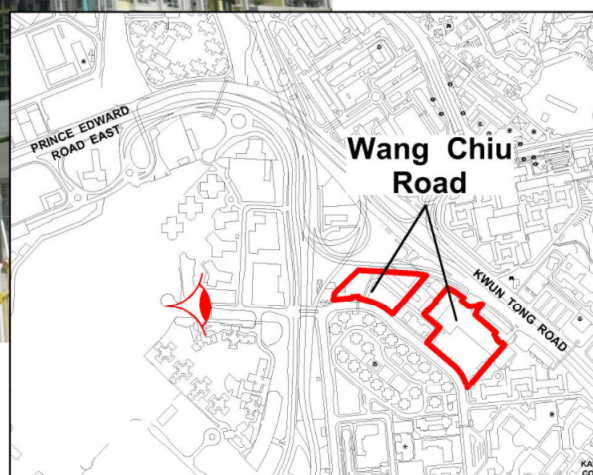 PRINCE EDWARD
ROAD EAST
Wang Chiu
Road
KWUN TONG ROAD